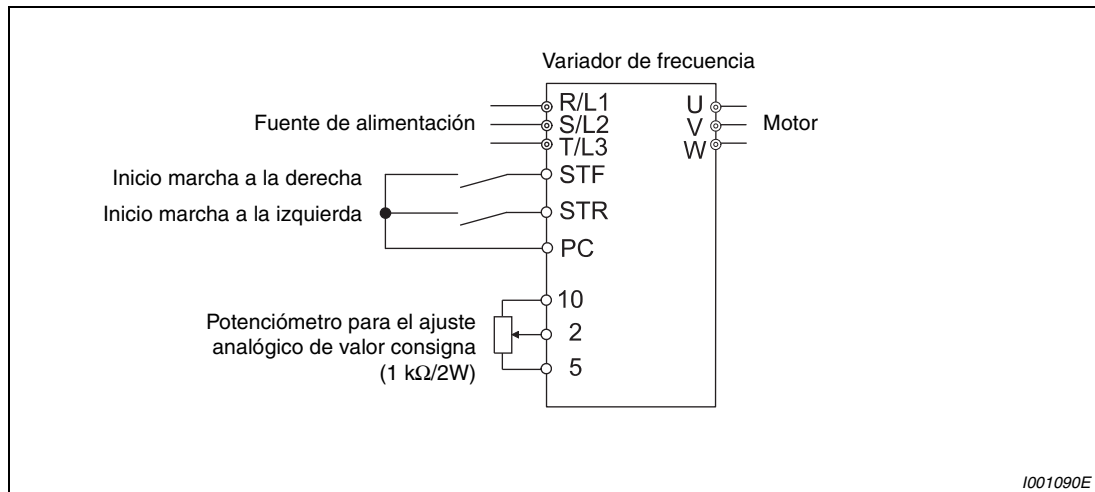 Variador de frecuencia
R/L1
U
Fuente de alimentación
S/L2
V
Motor
T/L3
W
Inicio marcha a la derecha
STF
Inicio marcha a la izquierda
STR
PC
10
Potenciómetro para el ajuste
analógico de valor consigna
(1 kΩ/2W)
2
5
I001090E